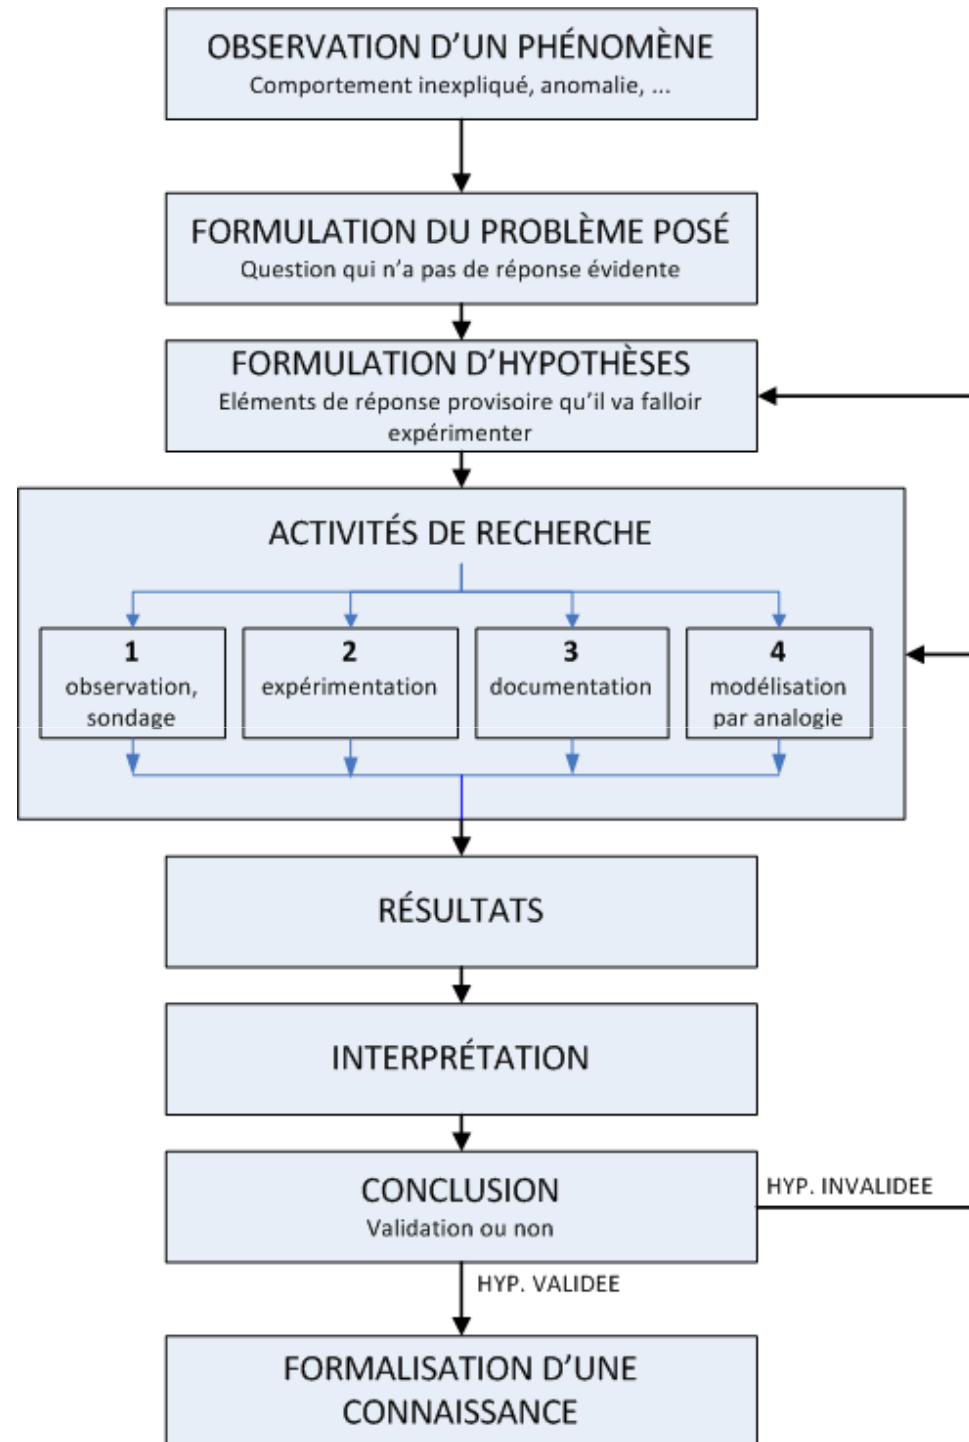 OBSERVATION D’UN PHÉNOMÈNE
Comportement inexpliqué, anomalie, ...
FORMULATION DU PROBLÈME POSÉ
Question qui n’a pas de réponse évidente
FORMULATION D’HYPOTHÈSES
Eléments de réponse provisoire qu’il va falloir
expérimenter
ACTIVITÉS DE RECHERCHE
1
observation,
sondage
2
expérimentation
3
documentation
4
modélisation
par analogie
RÉSULTATS
INTERPRÉTATION
CONCLUSION
Validation ou non
HYP. INVALIDEE
HYP. VALIDEE
FORMALISATION D’UNE
CONNAISSANCE